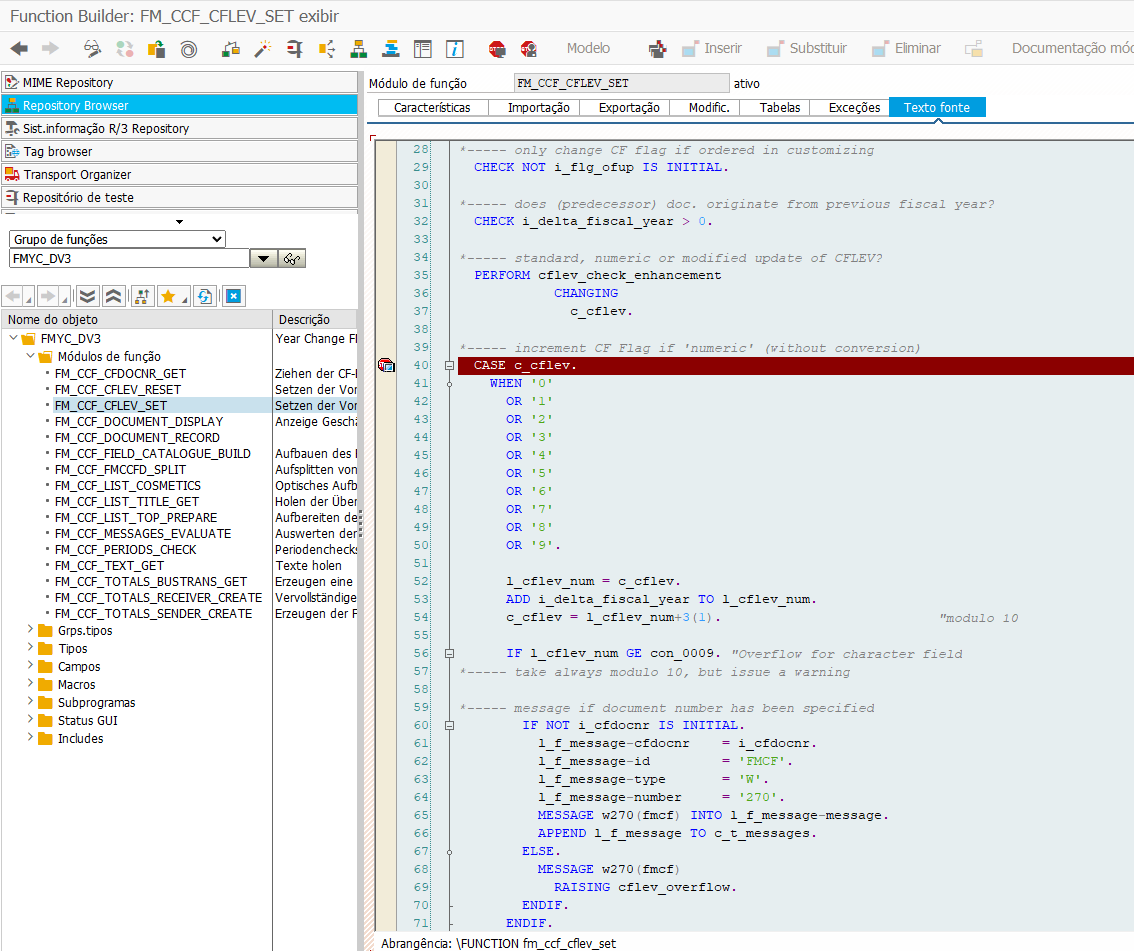 Function Builder: FM_CCF_CFLEV_SET exibir
Modelo
Inserir
Substituir
Eliminar
Documentação mód
MIME Repository
Repository Browser
Sist.informação R/3 Repository
Tag browser
Transport Organizer
Repositório de teste
Grupo de funções
FMYC_DV3
Nome do objeto
Descrição
FMYC_DV3
Year Change F
Módulos de função
FM_CCF_CFDOCNR_GET
Ziehen der CF-
FM_CCF_CFLEV_RESET
Setzen der Vor
FM_CCF_CFLEV_SET
Setzen der Vor
FM_CCF_DOCUMENT_DISPLAY
Anzeige Geschä
FM_CCF_DOCUMENT_RECORD
FM_CCF_FIELD_CATALOGUE_BUILD
Aufbauen des
FM_CCF_FMCCFD_SPLIT
Aufsplitten von
FM_CCF_LIST_COSMETICS
Optisches Aufb
FM_CCF_LIST_TITLE_GET
Holen der Über
FM_CCF_LIST_TOP_PREPARE
Aufbereiten de
FM_CCF_MESSAGES_EVALUATE
Auswerten der
FM_CCF_PERIODS_CHECK
Periodenchecks
FM_CCF_TEXT_GET
Texte holen
FM_CCF_TOTALS_BUSTRANS_GET
Erzeugen eine
FM_CCF_TOTALS_RECEIVER_CREATE
Vervollständige
FM_CCF_TOTALS_SENDER_CREATE
Erzeugen der F
Grps.tipos
Tipos
Campos
Macros
Subprogramas
Status GUI
Includes
Módulo de função
FM_CCF_CFLEV_SET
ativo
Características
Importação
Exportação
Modific.
Tabelas
Exceções
Texto fonte
28 *----- only change CF flag if ordered in customizing
29 CHECK NOT i_flg_ofup IS INITIAL.
30
31 *----- does (predecessor) doc. originate from previous fiscal year?
32 CHECK i_delta_fiscal_year > 0.
33
34 *----- standard, numeric or modified update of CFLEV?
35 PERFORM cflev_check_enhancement
36 CHANGING
37 c_cflev.
38
39 *----- increment CF Flag if 'numeric' (without conversion)
40 CASE c_cflev.
41 WHEN '0'
42 OR '1'
43 OR '2'
44 OR '3'
45 OR '4'
46 OR '5'
47 OR '6'
48 OR '7'
49 OR '8'
50 OR '9'.
51
52 l_cflev_num = c_cflev.
53 ADD i_delta_fiscal_year TO l_cflev_num.
54 c_cflev = l_cflev_num+3(1). "modulo 10
55
56 IF l_cflev_num GE con_0009. "Overflow for character field
57 *----- take always modulo 10, but issue a warning
58
59 *----- message if document number has been specified
60 IF NOT i_cfdocnr IS INITIAL.
61 l_f_message-cfdocnr = i_cfdocnr.
62 l_f_message-id = 'FMCF'.
63 l_f_message-type = 'W'.
64 l_f_message-number = '270'.
65 MESSAGE w270(fmcf) INTO l_f_message-message.
66 APPEND l_f_message TO c_t_messages.
67 ELSE.
68 MESSAGE w270(fmcf)
69 RAISING cflev_overflow.
70 ENDIF.
71 ENDIF.
Abrangência: \FUNCTION fm_ccf_cflev_set